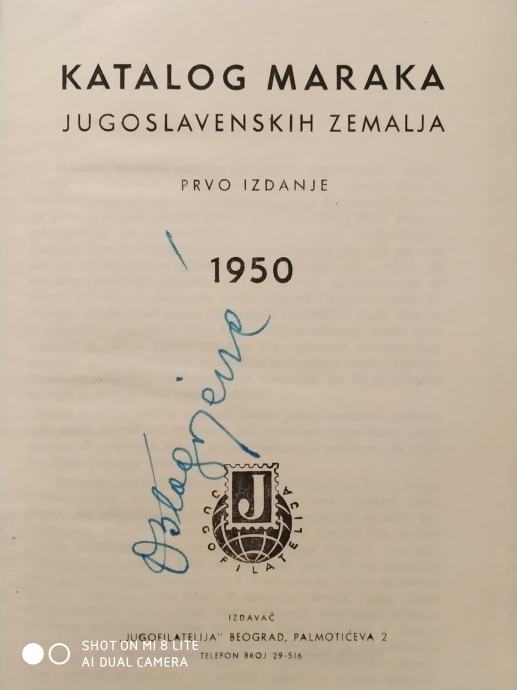 KATALOG MARAKA
JUGOSLAVENSKIH ZEMALJA
PRVO IZDANJE
1950
J
JUGOFILATELIJA
IZDAVAČ
„JUGOFILATELIJA” BEOGRAD, PALMOTIĆEVA 2
TELEFON BROJ 29-516
SHOT ON MI 8 LITE
AI DUAL CAMERA